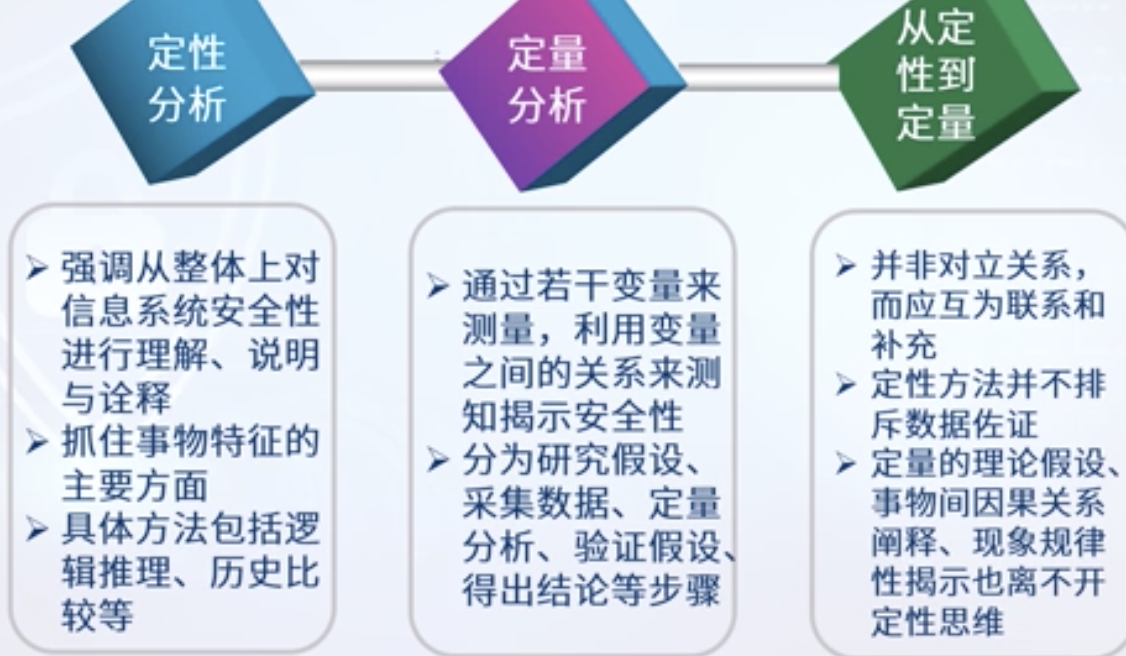 定性
分析
定量
分析
从定
性到
定量
➢ 强调从整体上对
信息系统安全性
进行理解、说明
与诠释
➢ 抓住事物特征的
主要方面
➢ 具体方法包括逻
辑推理、历史比
较等
➢ 通过若干变量来
测量，利用变量
之间的关系来测
知揭示安全性
➢ 分为研究假设、
采集数据、定量
分析、验证假设、
得出结论等步骤
➢ 并非对立关系，
而应互为联系和
补充
➢ 定性方法并不排
斥数据佐证
➢ 定量的理论假设、
事物间因果关系
阐释、现象规律
性揭示也离不开
定性思维